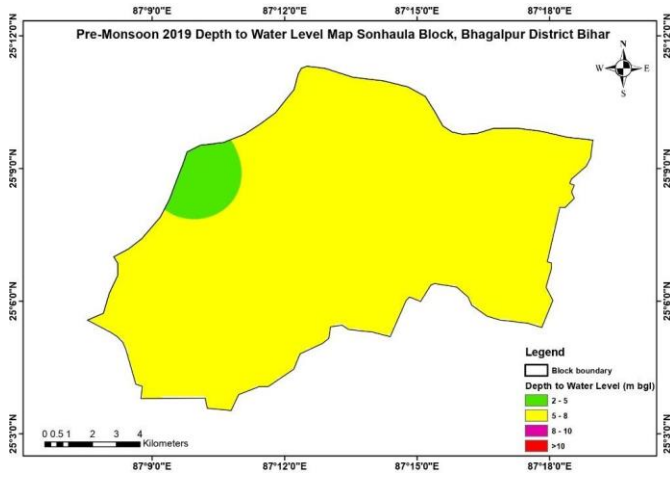 87°9'0"E 87°12'0"E 87°15'0"E 87°18'0"E
Pre-Monsoon 2019 Depth to Water Level Map Sonhaula Block, Bhagalpur District Bihar
N
W E
S
25°12'0"N 25°12'0"N
25°9'0"N 25°9'0"N
25°6'0"N 25°6'0"N
25°3'0"N 25°3'0"N
Legend
Block boundary
Depth to Water Level (m bgl)
2 - 5
5 - 8
8 - 10
>10
0 0.5 1 2 3 4
Kilometers
87°9'0"E 87°12'0"E 87°15'0"E 87°18'0"E